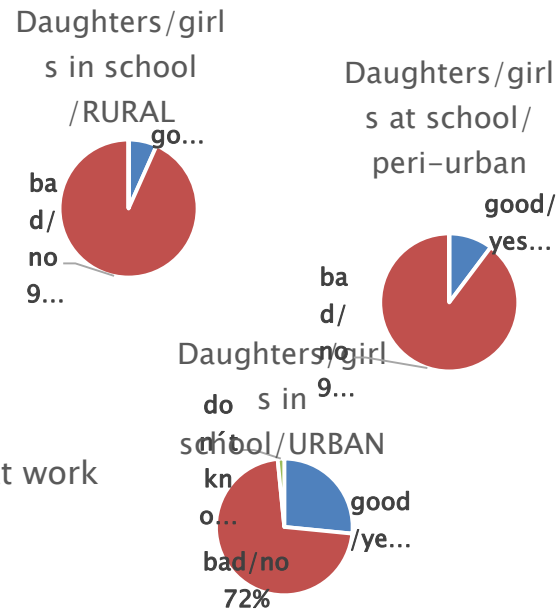 Daughters/girl
s in school
/RURAL
go…
ba
d/
no
9…
Daughters/girl
s at school/
peri-urban
good/
yes…
ba
d/
no
9…
Daughters/girl
s in
school/URBAN
do
n´t
kn
o…
good
/ye…
bad/no
72%
t work